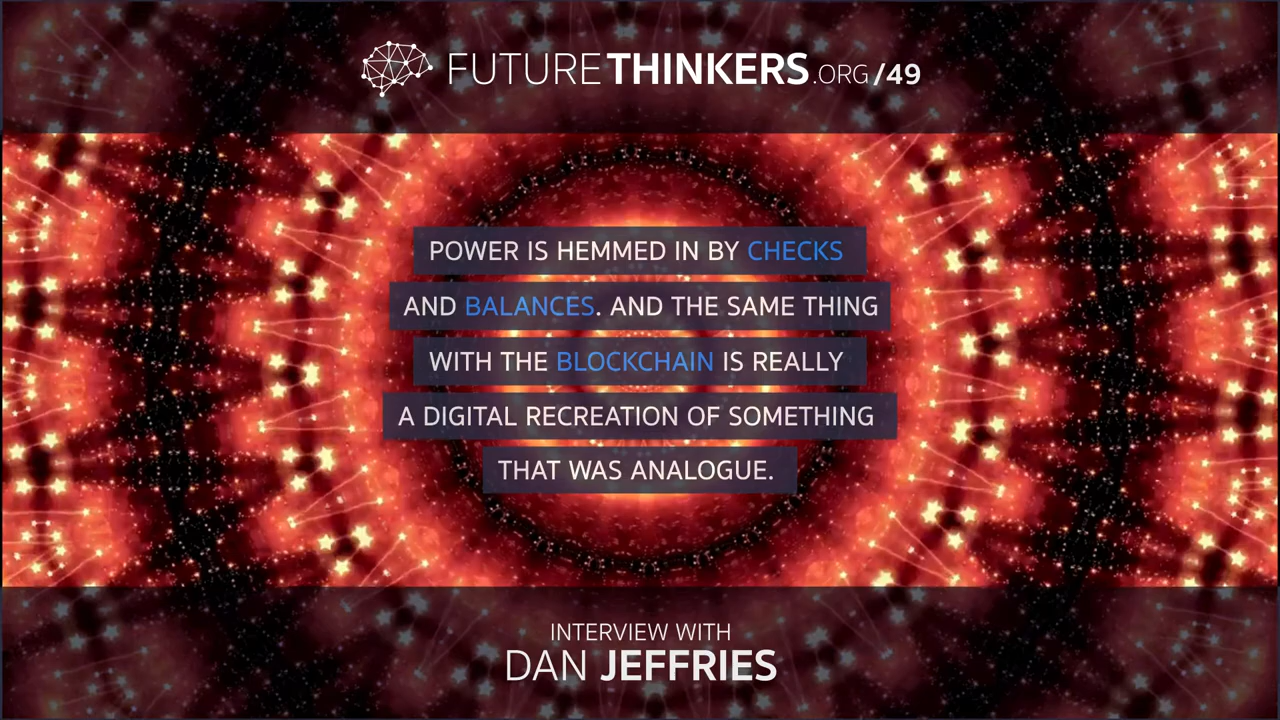 FUTURETHINKERS.ORG/49
POWER IS HEMMED IN BY CHECKS
AND BALANCES. AND THE SAME THING
WITH THE BLOCKCHAIN IS REALLY
A DIGITAL RECREATION OF SOMETHING
THAT WAS ANALOGUE.
INTERVIEW WITH
DAN JEFFRIES